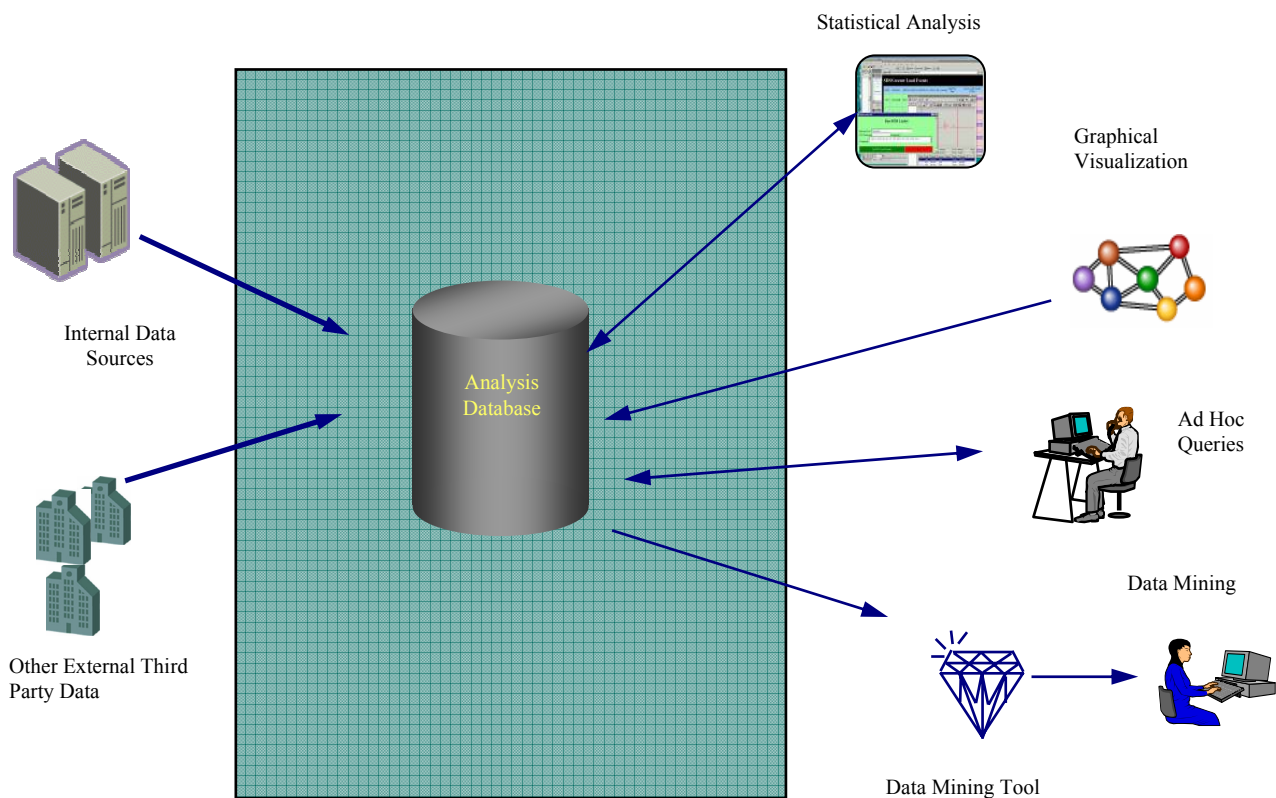 Statistical Analysis
Graphical
Visualization
Internal Data
Sources
Analysis
Database
Ad Hoc
Queries
Data Mining
Other External Third
Party Data
Data Mining Tool